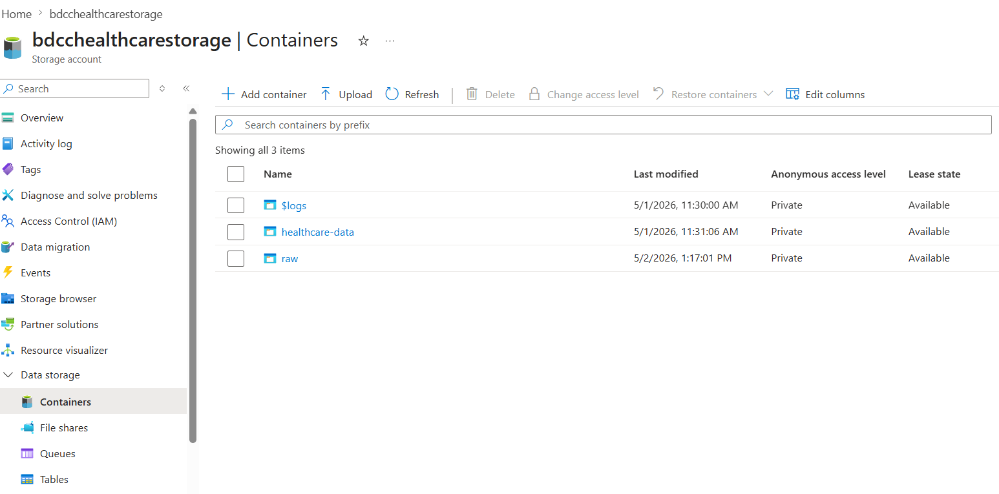 Home > bdcchealthcarestorage
bdcchealthcarestorage | Containers ☆ ...
Storage account
Search
Add container Upload Refresh | Delete Change access level Restore containers Edit columns
Search containers by prefix
Showing all 3 items
Name Last modified Anonymous access level Lease state
$logs 5/1/2026, 11:30:00 AM Private Available
healthcare-data 5/1/2026, 11:31:06 AM Private Available
raw 5/2/2026, 1:17:01 PM Private Available
Overview
Activity log
Tags
Diagnose and solve problems
Access Control (IAM)
Data migration
Events
Storage browser
Partner solutions
Resource visualizer
Data storage
Containers
File shares
Queues
Tables